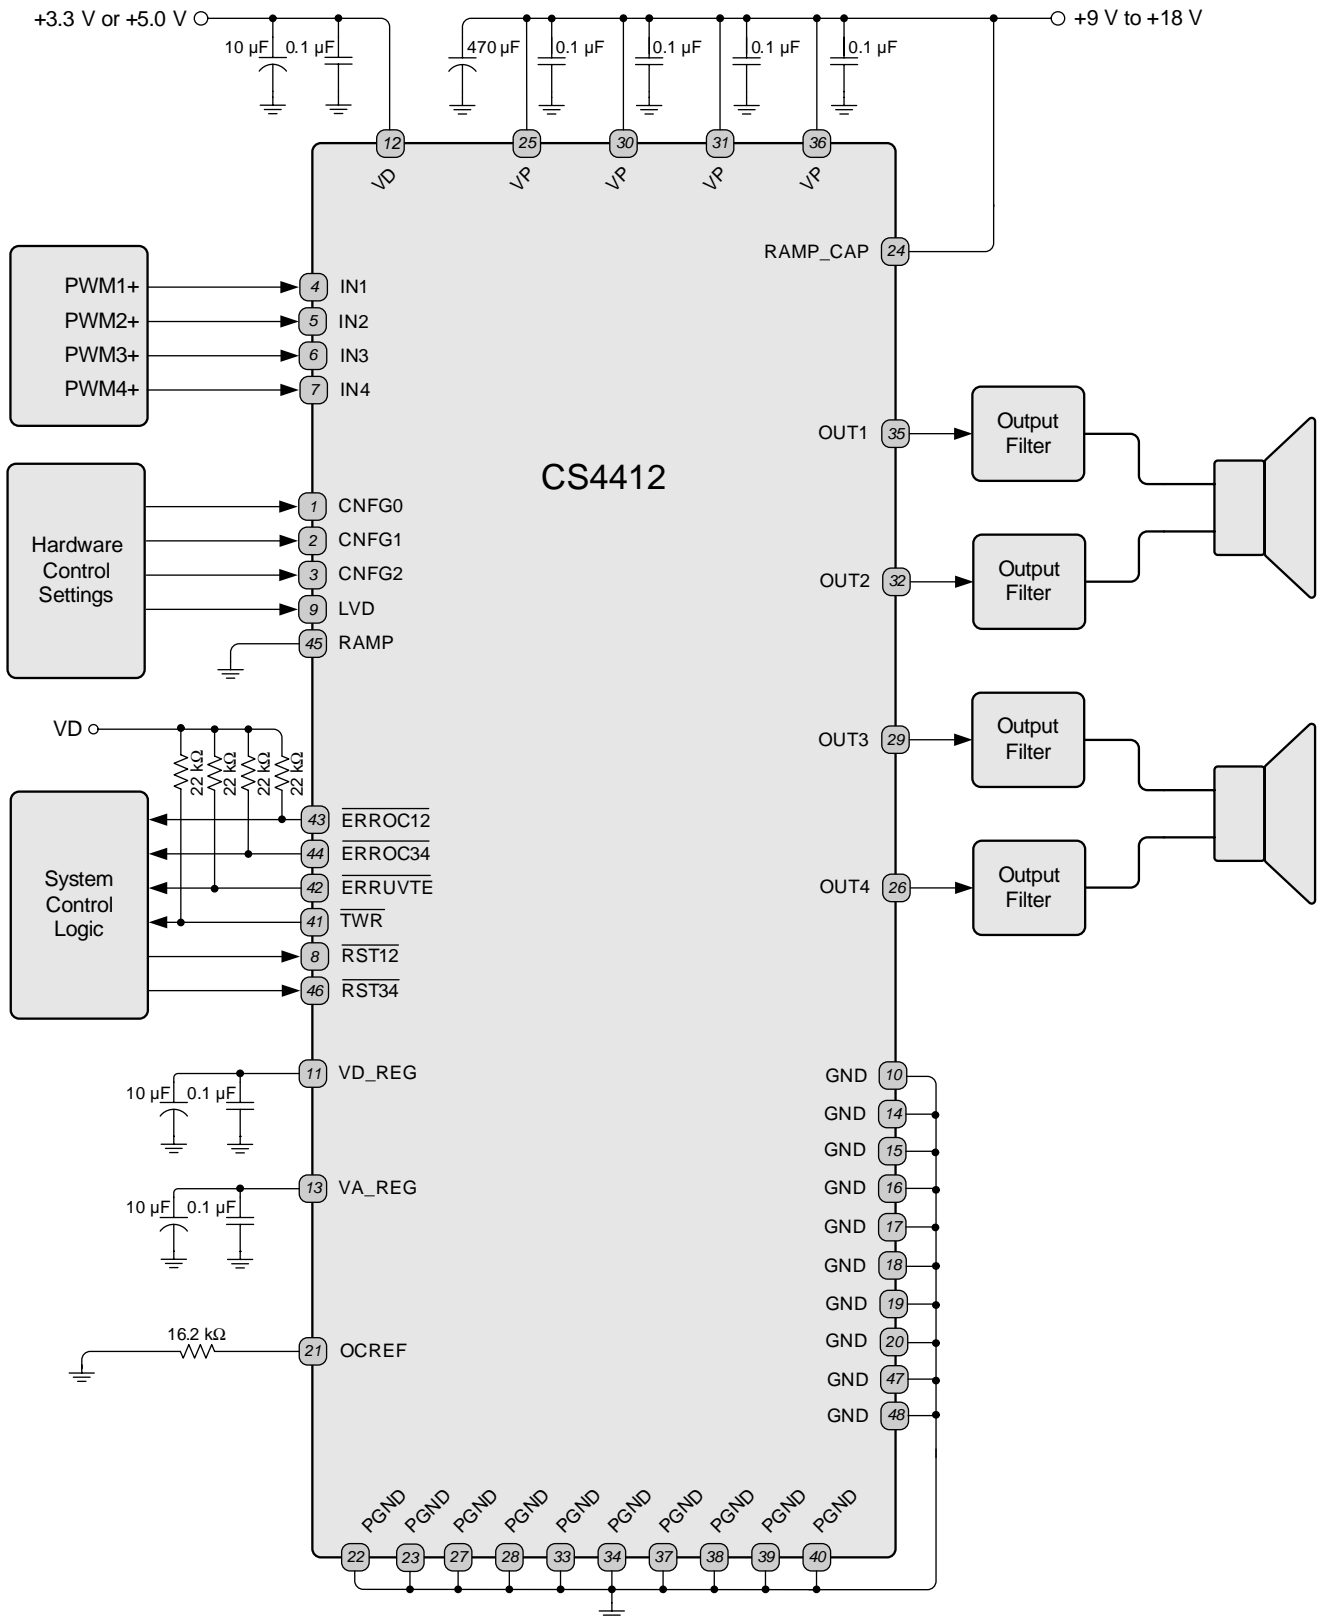 +3.3 V or +5.0 V
10 µF
0.1 µF
470 µF
0.1 µF
0.1 µF
0.1 µF
0.1 µF
+9 V to +18 V
12
25
30
31
36
VD
VP
VP
VP
VP
RAMP_CAP
24
PWM1+
4
IN1
PWM2+
5
IN2
PWM3+
6
IN3
PWM4+
7
IN4
OUT1
35
Output
Filter
CS4412
Hardware
Control
Settings
1
CNFG0
2
CNFG1
3
CNFG2
9
LVD
45
RAMP
OUT2
32
Output
Filter
VD
22 kΩ
22 kΩ
22 kΩ
22 kΩ
OUT3
29
Output
Filter
System
Control
Logic
43
ERROC12
44
ERROC34
42
ERRUVTE
41
TWR
8
RST12
46
RST34
OUT4
26
Output
Filter
10 µF
0.1 µF
11
VD_REG
10 µF
0.1 µF
13
VA_REG
16.2 kΩ
21
OCREF
GND
10
GND
14
GND
15
GND
16
GND
17
GND
18
GND
19
GND
20
GND
47
GND
48
PGND
PGND
PGND
PGND
PGND
PGND
PGND
PGND
PGND
PGND
22
23
27
28
33
34
37
38
39
40